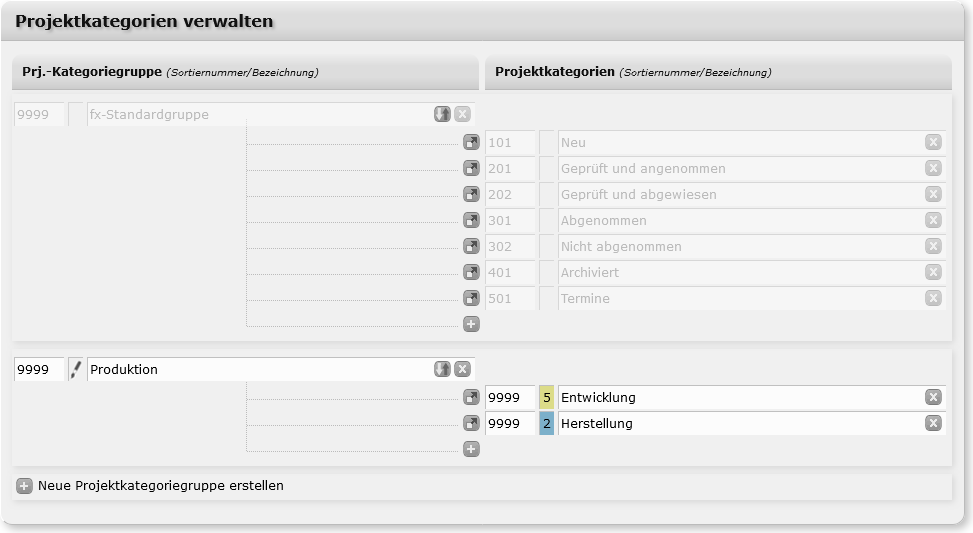 Projektkategorien verwalten
Prj.-Kategoriegruppe (Sortiernummer/Bezeichnung) Projektkategorien (Sortiernummer/Bezeichnung)
9999 fx-Standardgruppe
101 Neu
201 Geprüft und angenommen
202 Geprüft und abgewiesen
301 Abgenommen
302 Nicht abgenommen
401 Archiviert
501 Termine
9999 Produktion
9999 5 Entwicklung
9999 2 Herstellung
Neue Projektkategoriegruppe erstellen